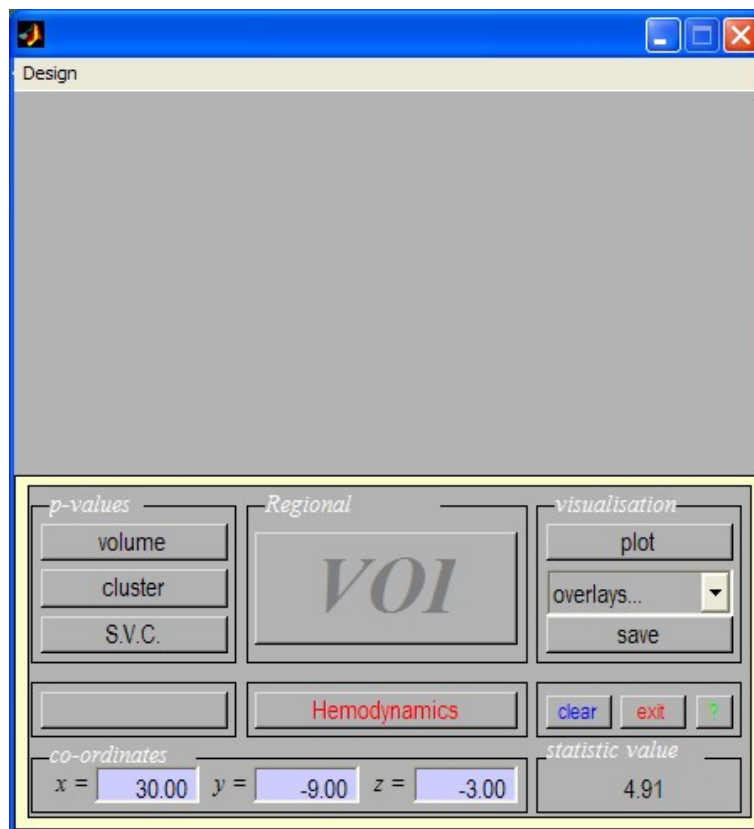 Design
p-values
Regional
visualisation
volume
VOI
plot
cluster
overlays...
S.V.C.
save
Hemodynamics
clear
exit
?
co-ordinates
statistic value
x = 30.00 y = -9.00 z = -3.00
4.91